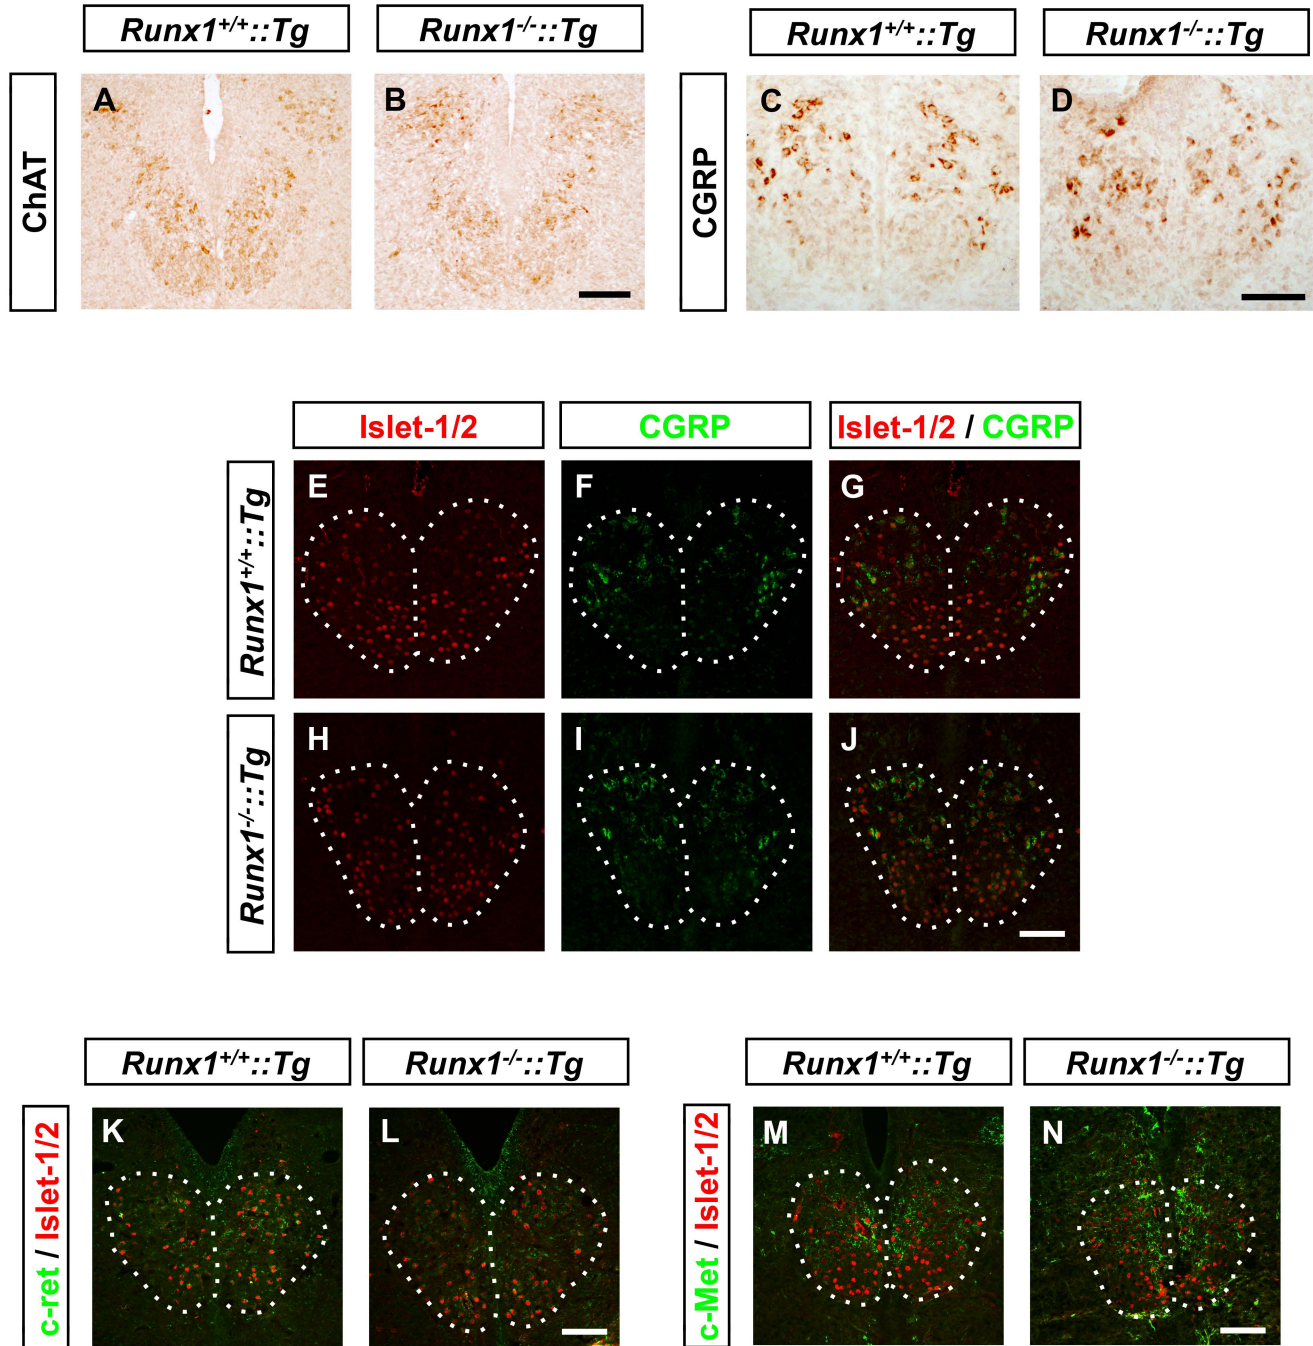 Runx1+/+::Tg
Runx1-/-::Tg
Runx1+/+::Tg
Runx1-/-::Tg
ChAT
A
B
CGRP
C
D
Islet-1/2
CGRP
Islet-1/2 / CGRP
Runx1+/+::Tg
E
F
G
Runx1-/-::Tg
H
I
J
Runx1+/+::Tg
Runx1-/-::Tg
Runx1+/+::Tg
Runx1-/-::Tg
c-ret / Islet-1/2
K
L
c-Met / Islet-1/2
M
N